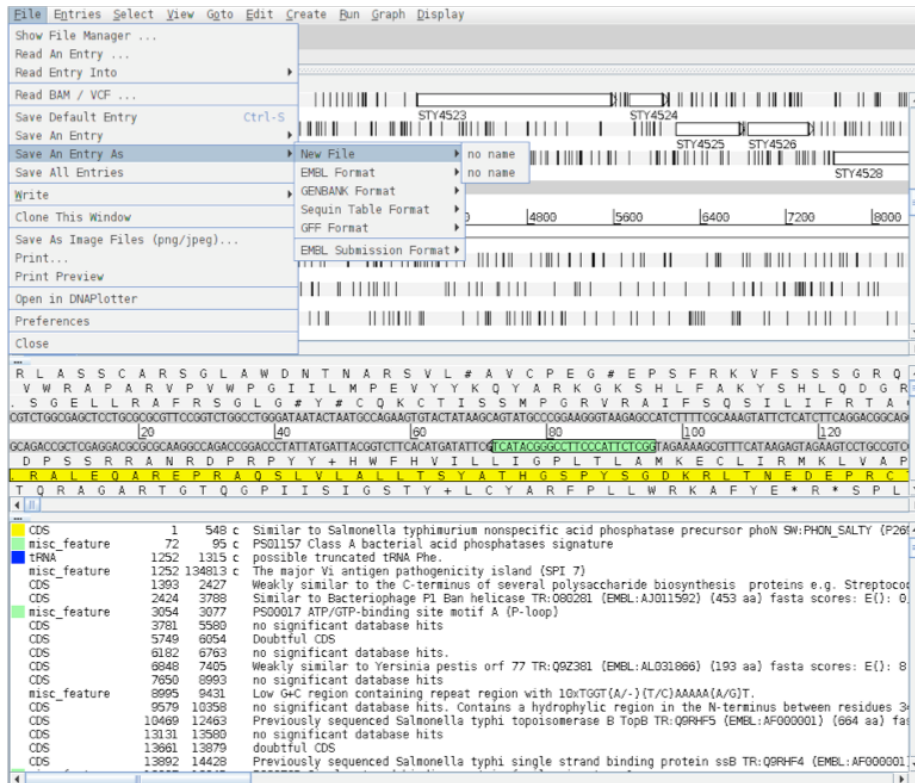 File Entries Select View Goto Edit Create Run Graph Display
Show File Manager ...
Read An Entry ...
Read Entry Into
Read BAM / VCF ...
Save Default Entry Ctrl-S
Save An Entry
Save An Entry As
Save All Entries
Write
Clone This Window
Save As Image Files (png/jpeg)...
Print...
Print Preview
Open in DNAPlotter
Preferences
Close
New File
EMBL Format
GENBANK Format
Sequin Table Format
GFF Format
EMBL Submission Format
no name
no name
STY4523 STY4524
STY4525 STY4526
STY4528
4800 5600 6400 7200 8000
R L A S S C A R S G L A W D N T N A R S V L # A V C P E G # E P S F R K V F S S S G R Q
V W R A P A R V P V W P G I I L M P E V Y Y K Q Y A R K G K S H L F A K Y S H L Q D G R
. S G E L L R A F R S G L G # Y # C Q K C T I S S M P G R V R A I F V S Q S I L I F R T A
CGTCTGGCGAGCTCCTGCGCGCGTTCCGGTCTGGCCTGGGATAATACTAATGCCAGAAGTGTACTATAAGCAGTATGCCCGGAAGGGTAAGAGCCATCTTTTCGCAAAGTATTCTCATCTTCAGGACGGCAG
20 40 60 80 100 120
GCAGACCGCTCGAGGACGCGCGCAAGGCCAGACCGGACCCTATTATGATTACGGTCTTCACATGATATTCGTCATACGGGCCTTCCCATTCTCGGTAGAAAAGCGTTTCATAAGAGTAGAAGTCCTGCCGTC
D P S S R R A N R D P R P Y Y + H W F H V I L L I G P L T L A M K E C L I R M K L V A P
. R A L E Q A R E P R A Q S L V L A L L T S Y A T H G S P Y S G D K R L T N E D E P R C T
T Q R A G A R T G T Q G P I I S I G S T Y + L C Y A R F P L L W R K A F Y E * R * S P L
CDS 1 548 c Similar to Salmonella typhimurium nonspecific acid phosphatase precursor phoN SW:PHON_SALTY (P26
misc_feature 72 95 c PS01157 Class A bacterial acid phosphatases signature
tRNA 1252 1315 c possible truncated tRNA Phe.
misc_feature 1252 134813 c The major Vi antigen pathogenicity island (SPI 7)
CDS 1393 2427 Weakly similar to the C-terminus of several polysaccharide biosynthesis proteins e.g. Streptoco
CDS 2424 3788 Similar to Bacteriophage P1 Ban helicase TR:O80281 (EMBL:AJ011592) (453 aa) fasta scores: E(): 0
misc_feature 3054 3077 PS00017 ATP/GTP-binding site motif A (P-loop)
CDS 3781 5580 no significant database hits
CDS 5749 6054 Doubtful CDS
CDS 6182 6763 no significant database hits.
CDS 6848 7405 Weakly similar to Yersinia pestis orf 77 TR:Q9Z381 (EMBL:AL031866) (193 aa) fasta scores: E(): 8
CDS 7650 8993 no significant database hits
misc_feature 8995 9431 Low G+C region containing repeat region with 10xTGGT(A/-)(T/C)AAAAA(A/G)T.
CDS 9579 10358 no significant database hits. Contains a hydrophylic region in the N-terminus between residues 3
CDS 10469 12463 Previously sequenced Salmonella typhi topoisomerase B TopB TR:Q9RHF5 (EMBL:AF000001) (664 aa) fa
CDS 13131 13580 no significant database hits
CDS 13661 13879 doubtful CDS
CDS 13892 14428 Previously sequenced Salmonella typhi single strand binding protein ssB TR:Q9RHF4 (EMBL:AF000001